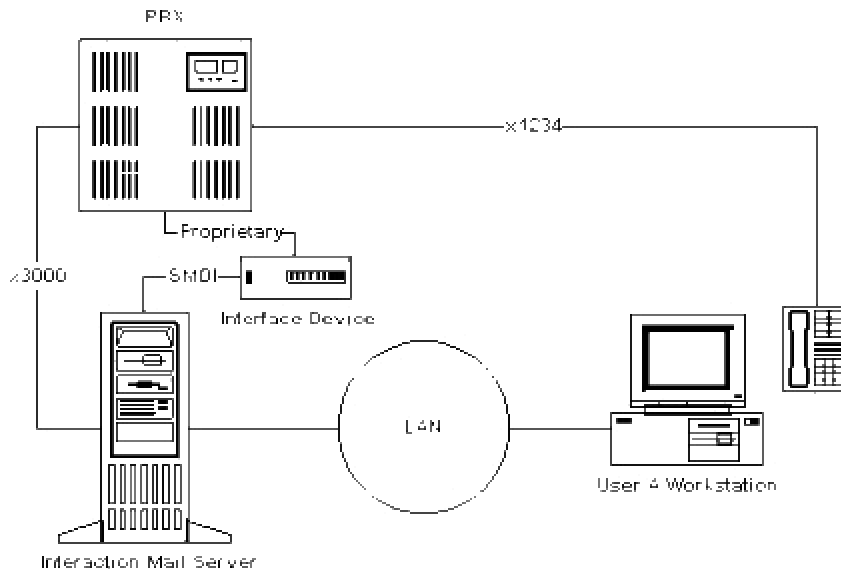 PBX
x1234
Proprietary
x3000
SMDI
Interface Device
LAN
User A Workstation
Interaction Mail Server